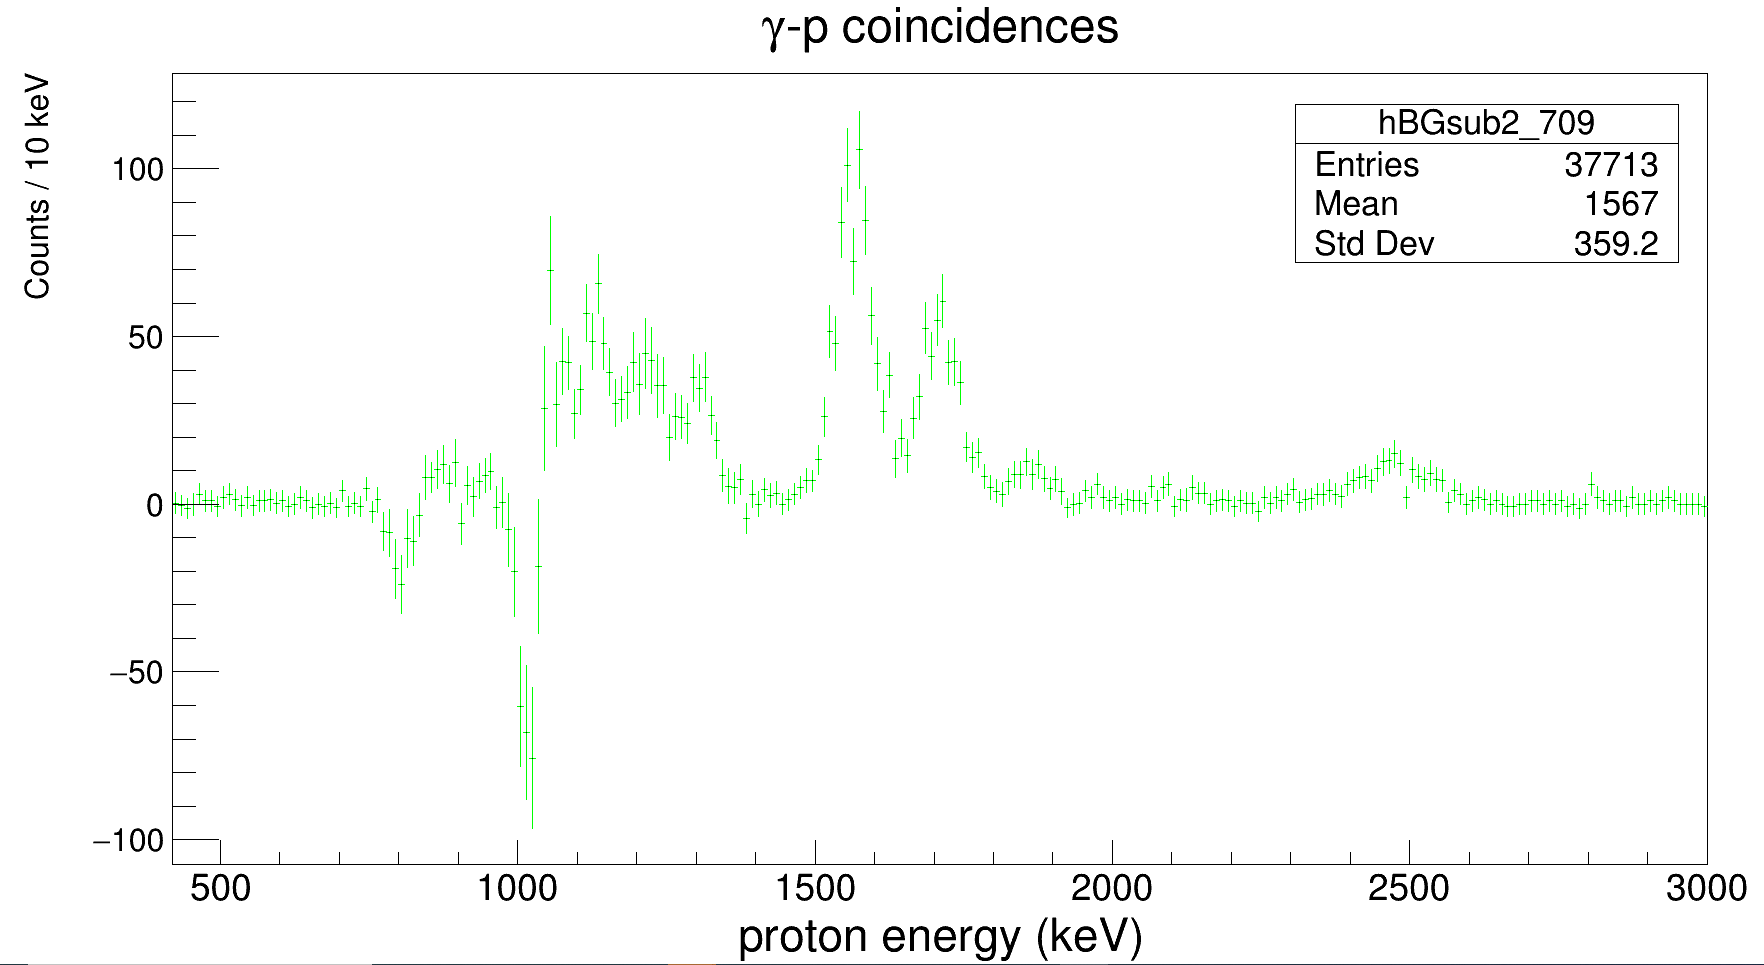 γ-p coincidences
Counts / 10 keV
hBGsub2_709
Entries 37713
Mean 1567
Std Dev 359.2
100
50
0
−50
−100
500 1000 1500 2000 2500 3000
proton energy (keV)